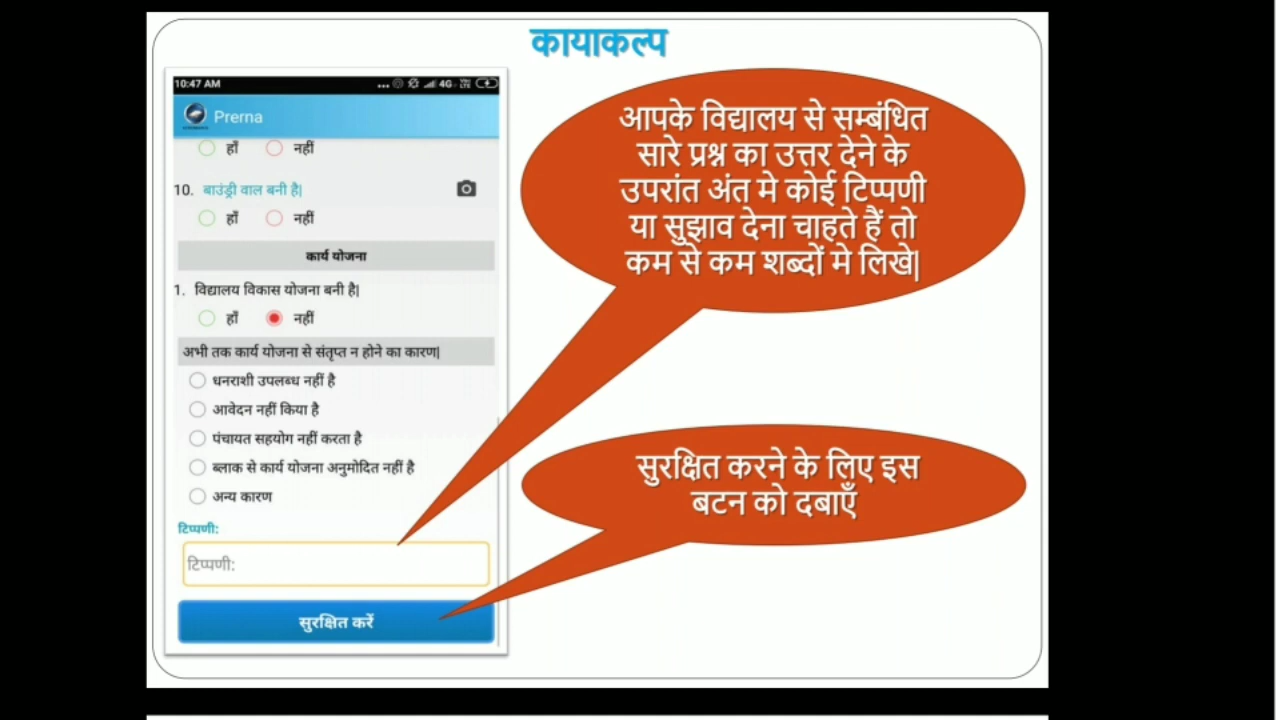 कायाकल्प
10:47 AM
4G
Prerna
हाँ नहीं
10. बाउंड्री वाल बनी है|
हाँ नहीं
कार्य योजना
1. विद्यालय विकास योजना बनी है|
हाँ नहीं
अभी तक कार्य योजना से संतृप्त न होने का कारण|
धनराशी उपलब्ध नहीं है
आवेदन नहीं किया है
पंचायत सहयोग नहीं करता है
ब्लाक से कार्य योजना अनुमोदित नहीं है
अन्य कारण
टिप्पणी:
टिप्पणी:
सुरक्षित करें
आपके विद्यालय से सम्बंधित
सारे प्रश्न का उत्तर देने के
उपरांत अंत मे कोई टिप्पणी
या सुझाव देना चाहते हैं तो
कम से कम शब्दों मे लिखे|
सुरक्षित करने के लिए इस
बटन को दबाएँ